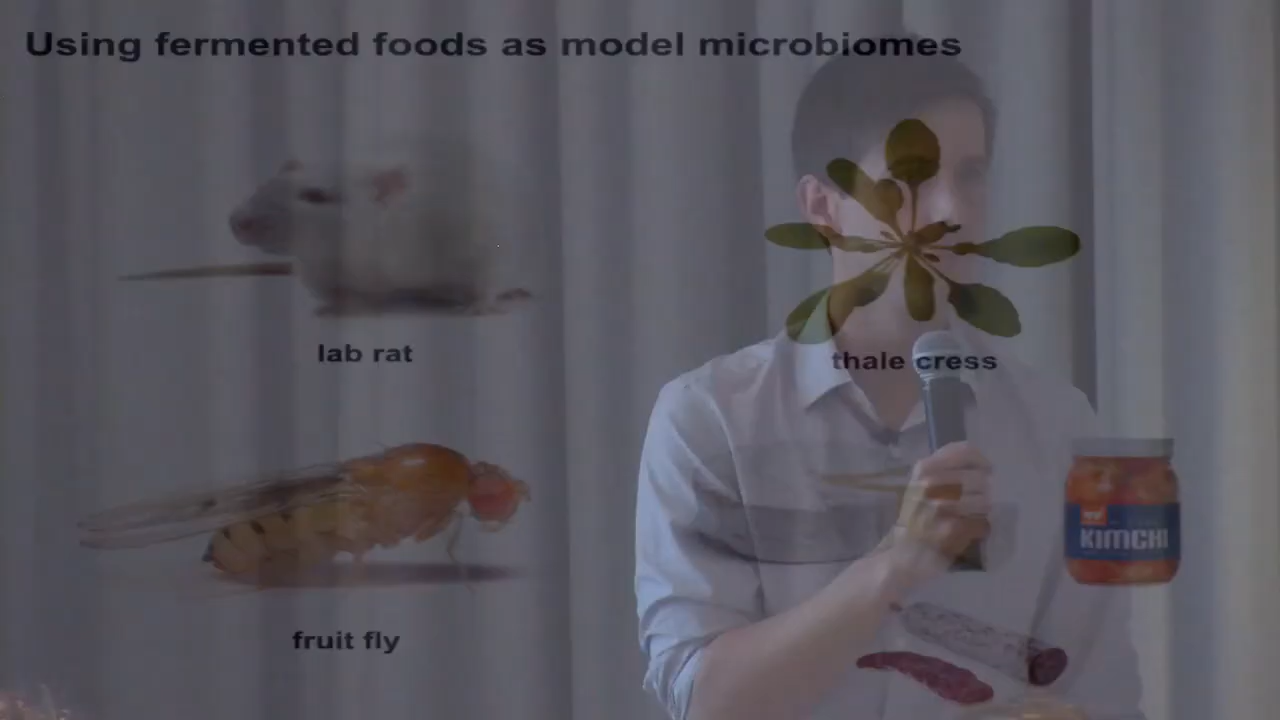 Using fermented foods as model microbiomes
lab rat
thale cress
KIMCHI
fruit fly